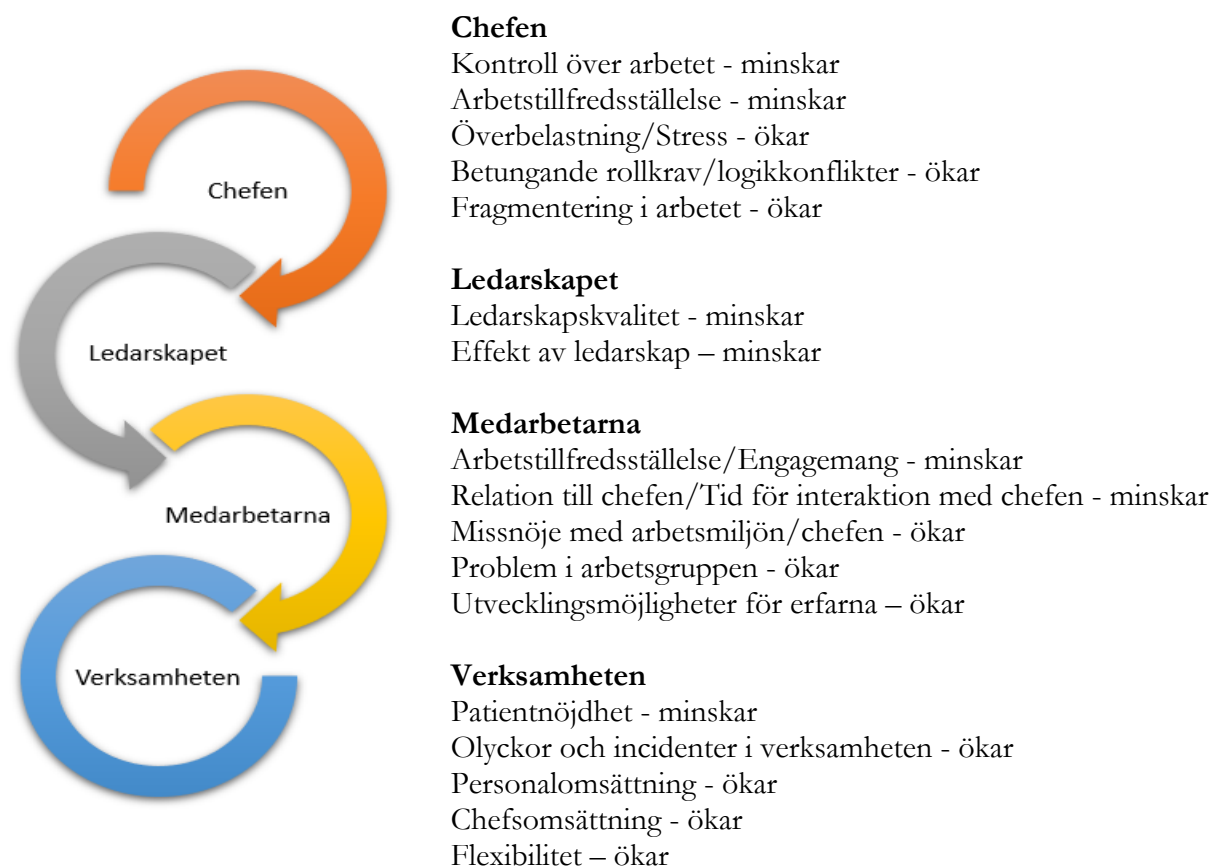 Chefen
Kontroll över arbetet - minskar
Arbetstillfredsställelse - minskar
Överbelastning/Stress - ökar
Betungande rollkrav/logikkonflikter - ökar
Fragmentering i arbetet - ökar
Chefen
Ledarskapet
Ledarskapskvalitet - minskar
Effekt av ledarskap – minskar
Ledarskapet
Medarbetarna
Arbetstillfredsställelse/Engagemang - minskar
Relation till chefen/Tid för interaktion med chefen - minskar
Missnöje med arbetsmiljön/chefen - ökar
Problem i arbetsgruppen - ökar
Utvecklingsmöjligheter för erfarna – ökar
Medarbetarna
Verksamheten
Patientnöjdhet - minskar
Olyckor och incidenter i verksamheten - ökar
Personalomsättning - ökar
Chefsomsättning - ökar
Flexibilitet – ökar
Verksamheten